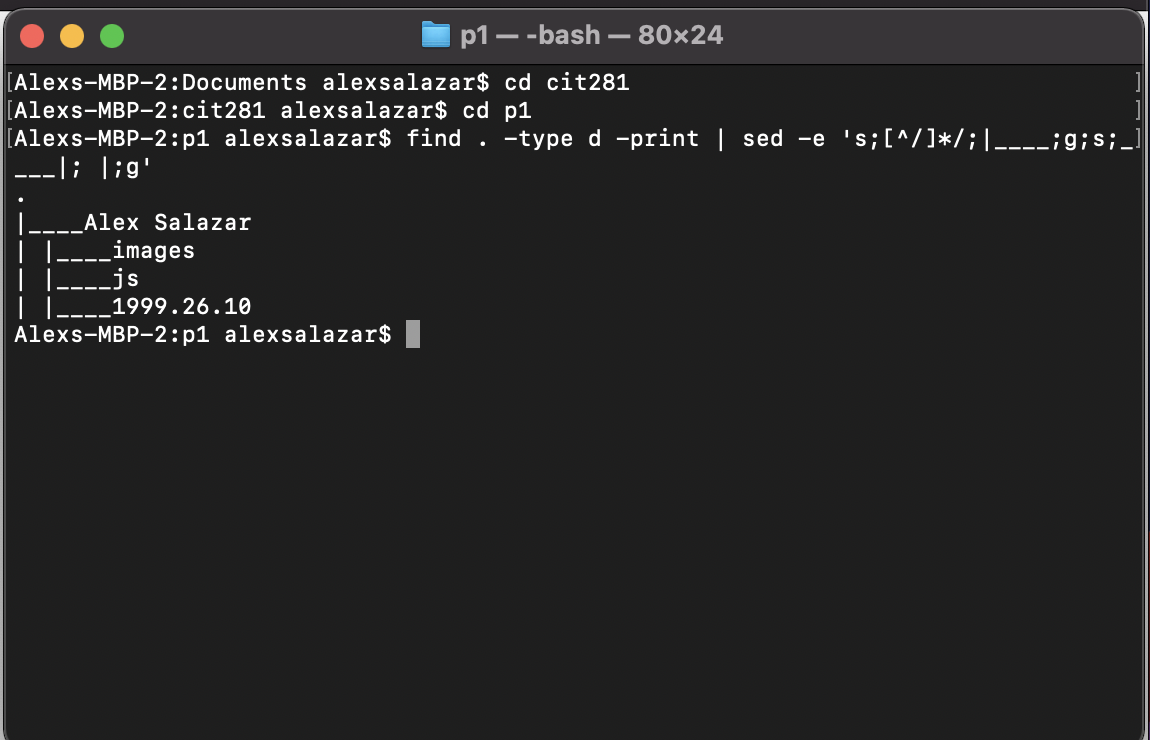 p1 — -bash — 80×24
[Alexs-MBP-2:Documents alexsalazar$ cd cit281 ]
[Alexs-MBP-2:cit281 alexsalazar$ cd p1 ]
[Alexs-MBP-2:p1 alexsalazar$ find . -type d -print | sed -e 's;[^/]*/;|____;g;s;_]
___|; |;g'
.
|____Alex Salazar
| |____images
| |____js
| |____1999.26.10
Alexs-MBP-2:p1 alexsalazar$